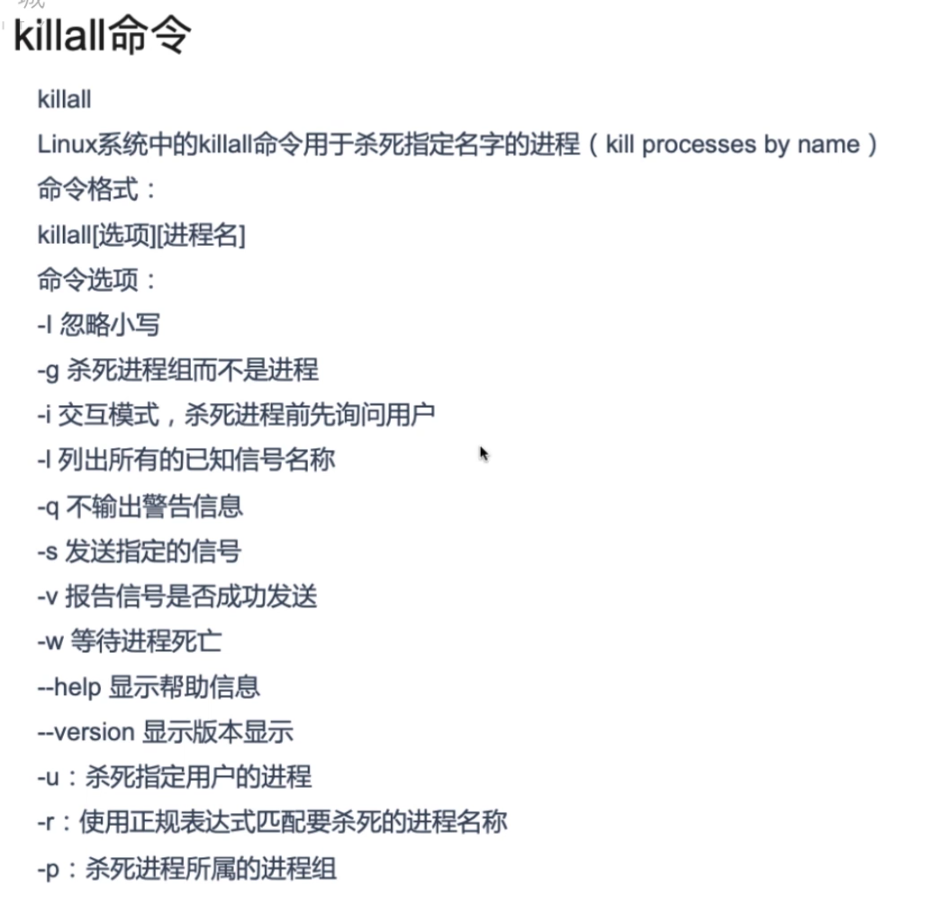 killall命令
killall
Linux系统中的killall命令用于杀死指定名字的进程（kill processes by name）
命令格式：
killall[选项][进程名]
命令选项：
-I 忽略小写
-g 杀死进程组而不是进程
-i 交互模式，杀死进程前先询问用户
-l 列出所有的已知信号名称
-q 不输出警告信息
-s 发送指定的信号
-v 报告信号是否成功发送
-w 等待进程死亡
--help 显示帮助信息
--version 显示版本显示
-u：杀死指定用户的进程
-r：使用正规表达式匹配要杀死的进程名称
-p：杀死进程所属的进程组